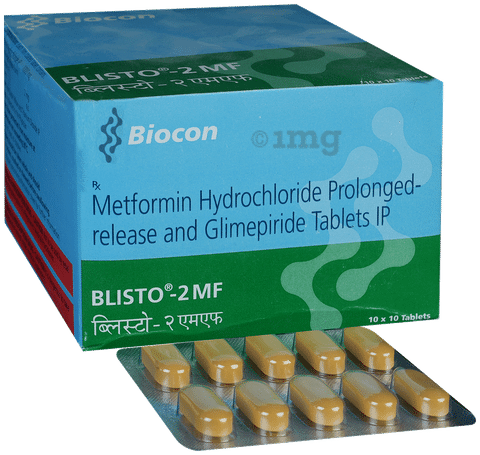 Biocon
BLISTO®-2 MF
ब्लिस्टो - २ एमएफ
10 x 10 Tablets
Biocon
© 1mg
Rx
Metformin Hydrochloride Prolonged-
release and Glimepiride Tablets IP
BLISTO®-2 MF
ब्लिस्टो - २ एमएफ
10 x 10 Tablets